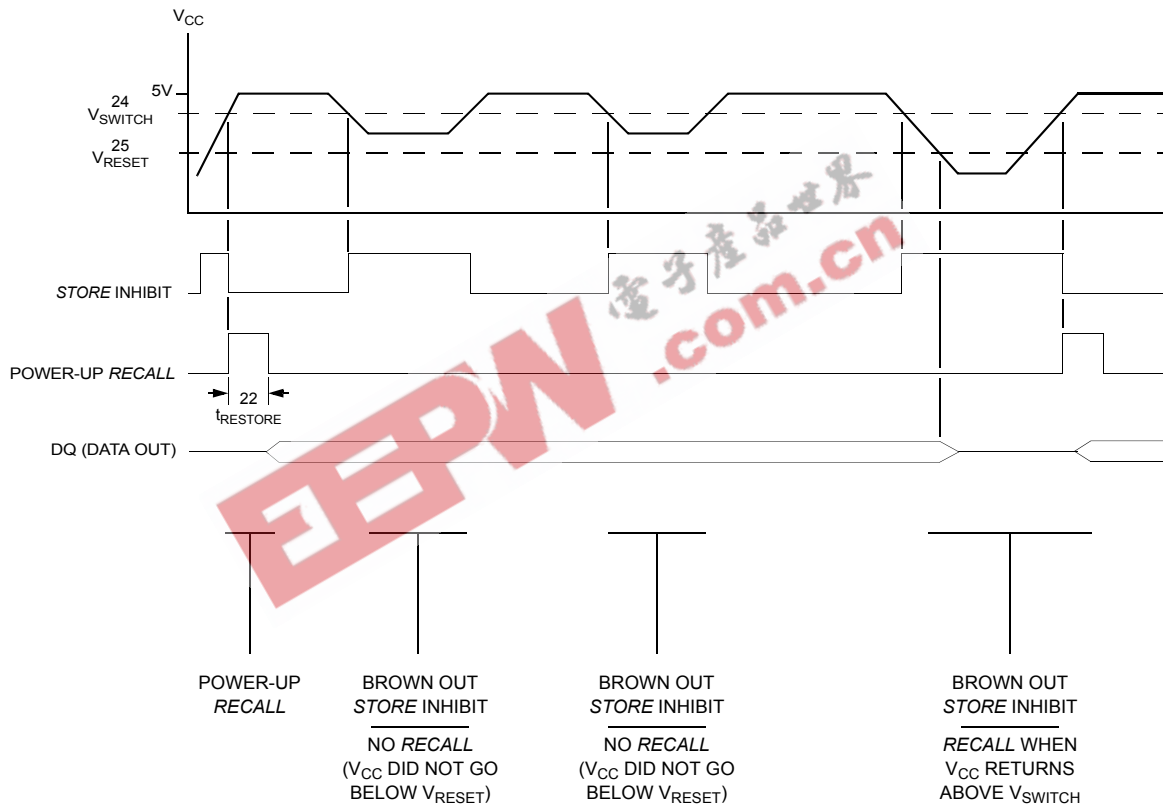 VCC
5V
24
VSWITCH
25
VRESET
STORE INHIBIT
POWER-UP RECALL
22
tRESTORE
DQ (DATA OUT)
EEPW
電子產品世界
.com.cn
POWER-UP
RECALL
BROWN OUT
STORE INHIBIT
NO RECALL
(VCC DID NOT GO
BELOW VRESET)
BROWN OUT
STORE INHIBIT
NO RECALL
(VCC DID NOT GO
BELOW VRESET)
BROWN OUT
STORE INHIBIT
RECALL WHEN
VCC RETURNS
ABOVE VSWITCH